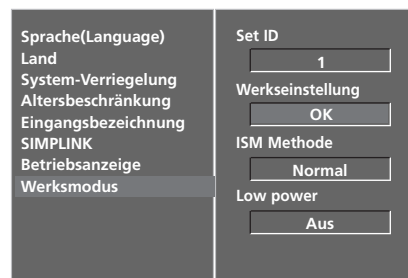 Sprache(Language)
Land
System-Verriegelung
Altersbeschränkung
Eingangsbezeichnung
SIMPLINK
Betriebsanzeige
Werksmodus
Set ID
1
Werkseinstellung
OK
ISM Methode
Normal
Low power
Aus